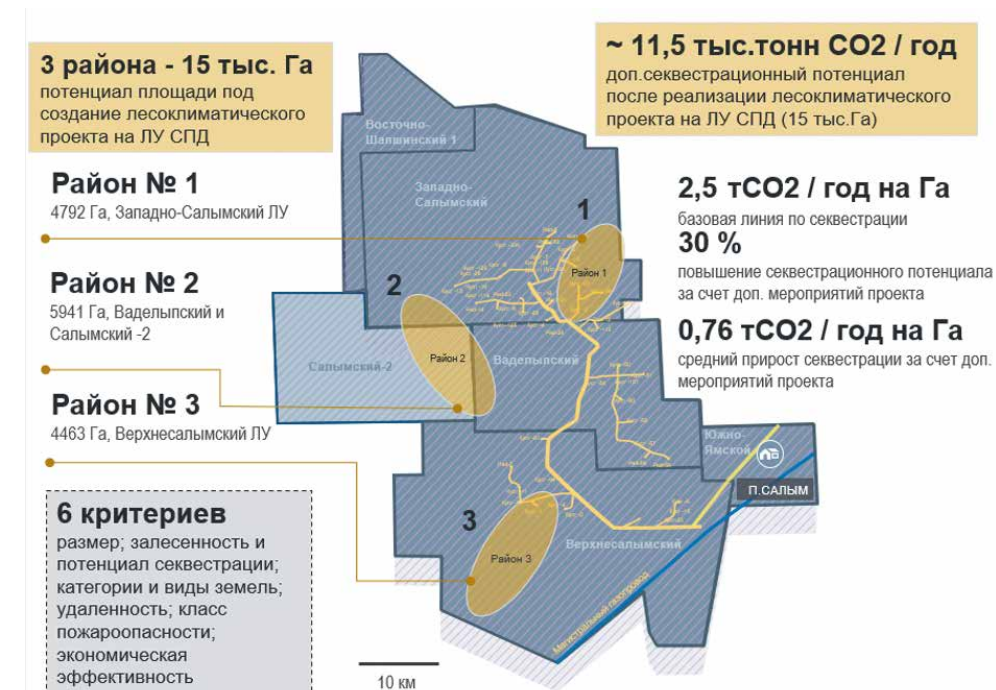 3 района - 15 тыс. Га
потенциал площади под
создание лесоклиматического
проекта на ЛУ СПД
~ 11,5 тыс.тонн СО2 / год
доп.секвестрационный потенциал
после реализации лесоклиматического
проекта на ЛУ СПД (15 тыс.Га)
Район № 1
4792 Га, Западно-Салымский ЛУ
Район № 2
5941 Га, Ваделыпский и
Салымский -2
Район № 3
4463 Га, Верхнесалымский ЛУ
6 критериев
размер; залесенность и
потенциал секвестрации;
категории и виды земель;
удаленность; класс
пожароопасности;
экономическая
эффективность
2,5 тСО2 / год на Га
базовая линия по секвестрации
30 %
повышение секвестрационного потенциала
за счет доп. мероприятий проекта
0,76 тСО2 / год на Га
средний прирост секвестрации за счет доп.
мероприятий проекта
Восточно-
Шапшинский 1
Западно-
Салымский
1
Район 1
2
Район 2
Салымский-2
Ваделыпский
Южно-
Ямской
П.САЛЫМ
3
Район 3
Верхнесалымский
Магистральный газопровод
10 км